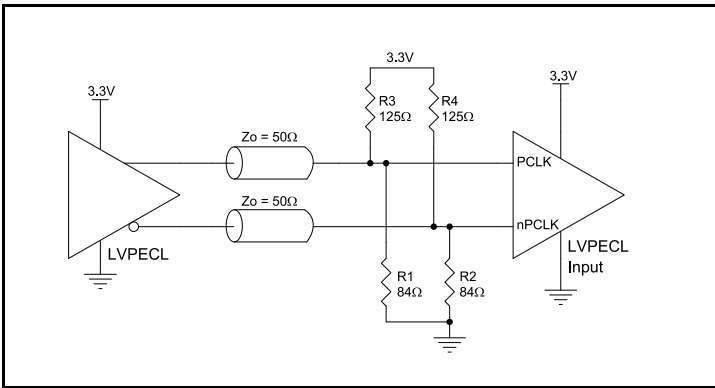 3.3V
3.3V
3.3V
R3
125Ω
R4
125Ω
Zo = 50Ω
PCLK
Zo = 50Ω
nPCLK
LVPECL
LVPECL
Input
R1
84Ω
R2
84Ω